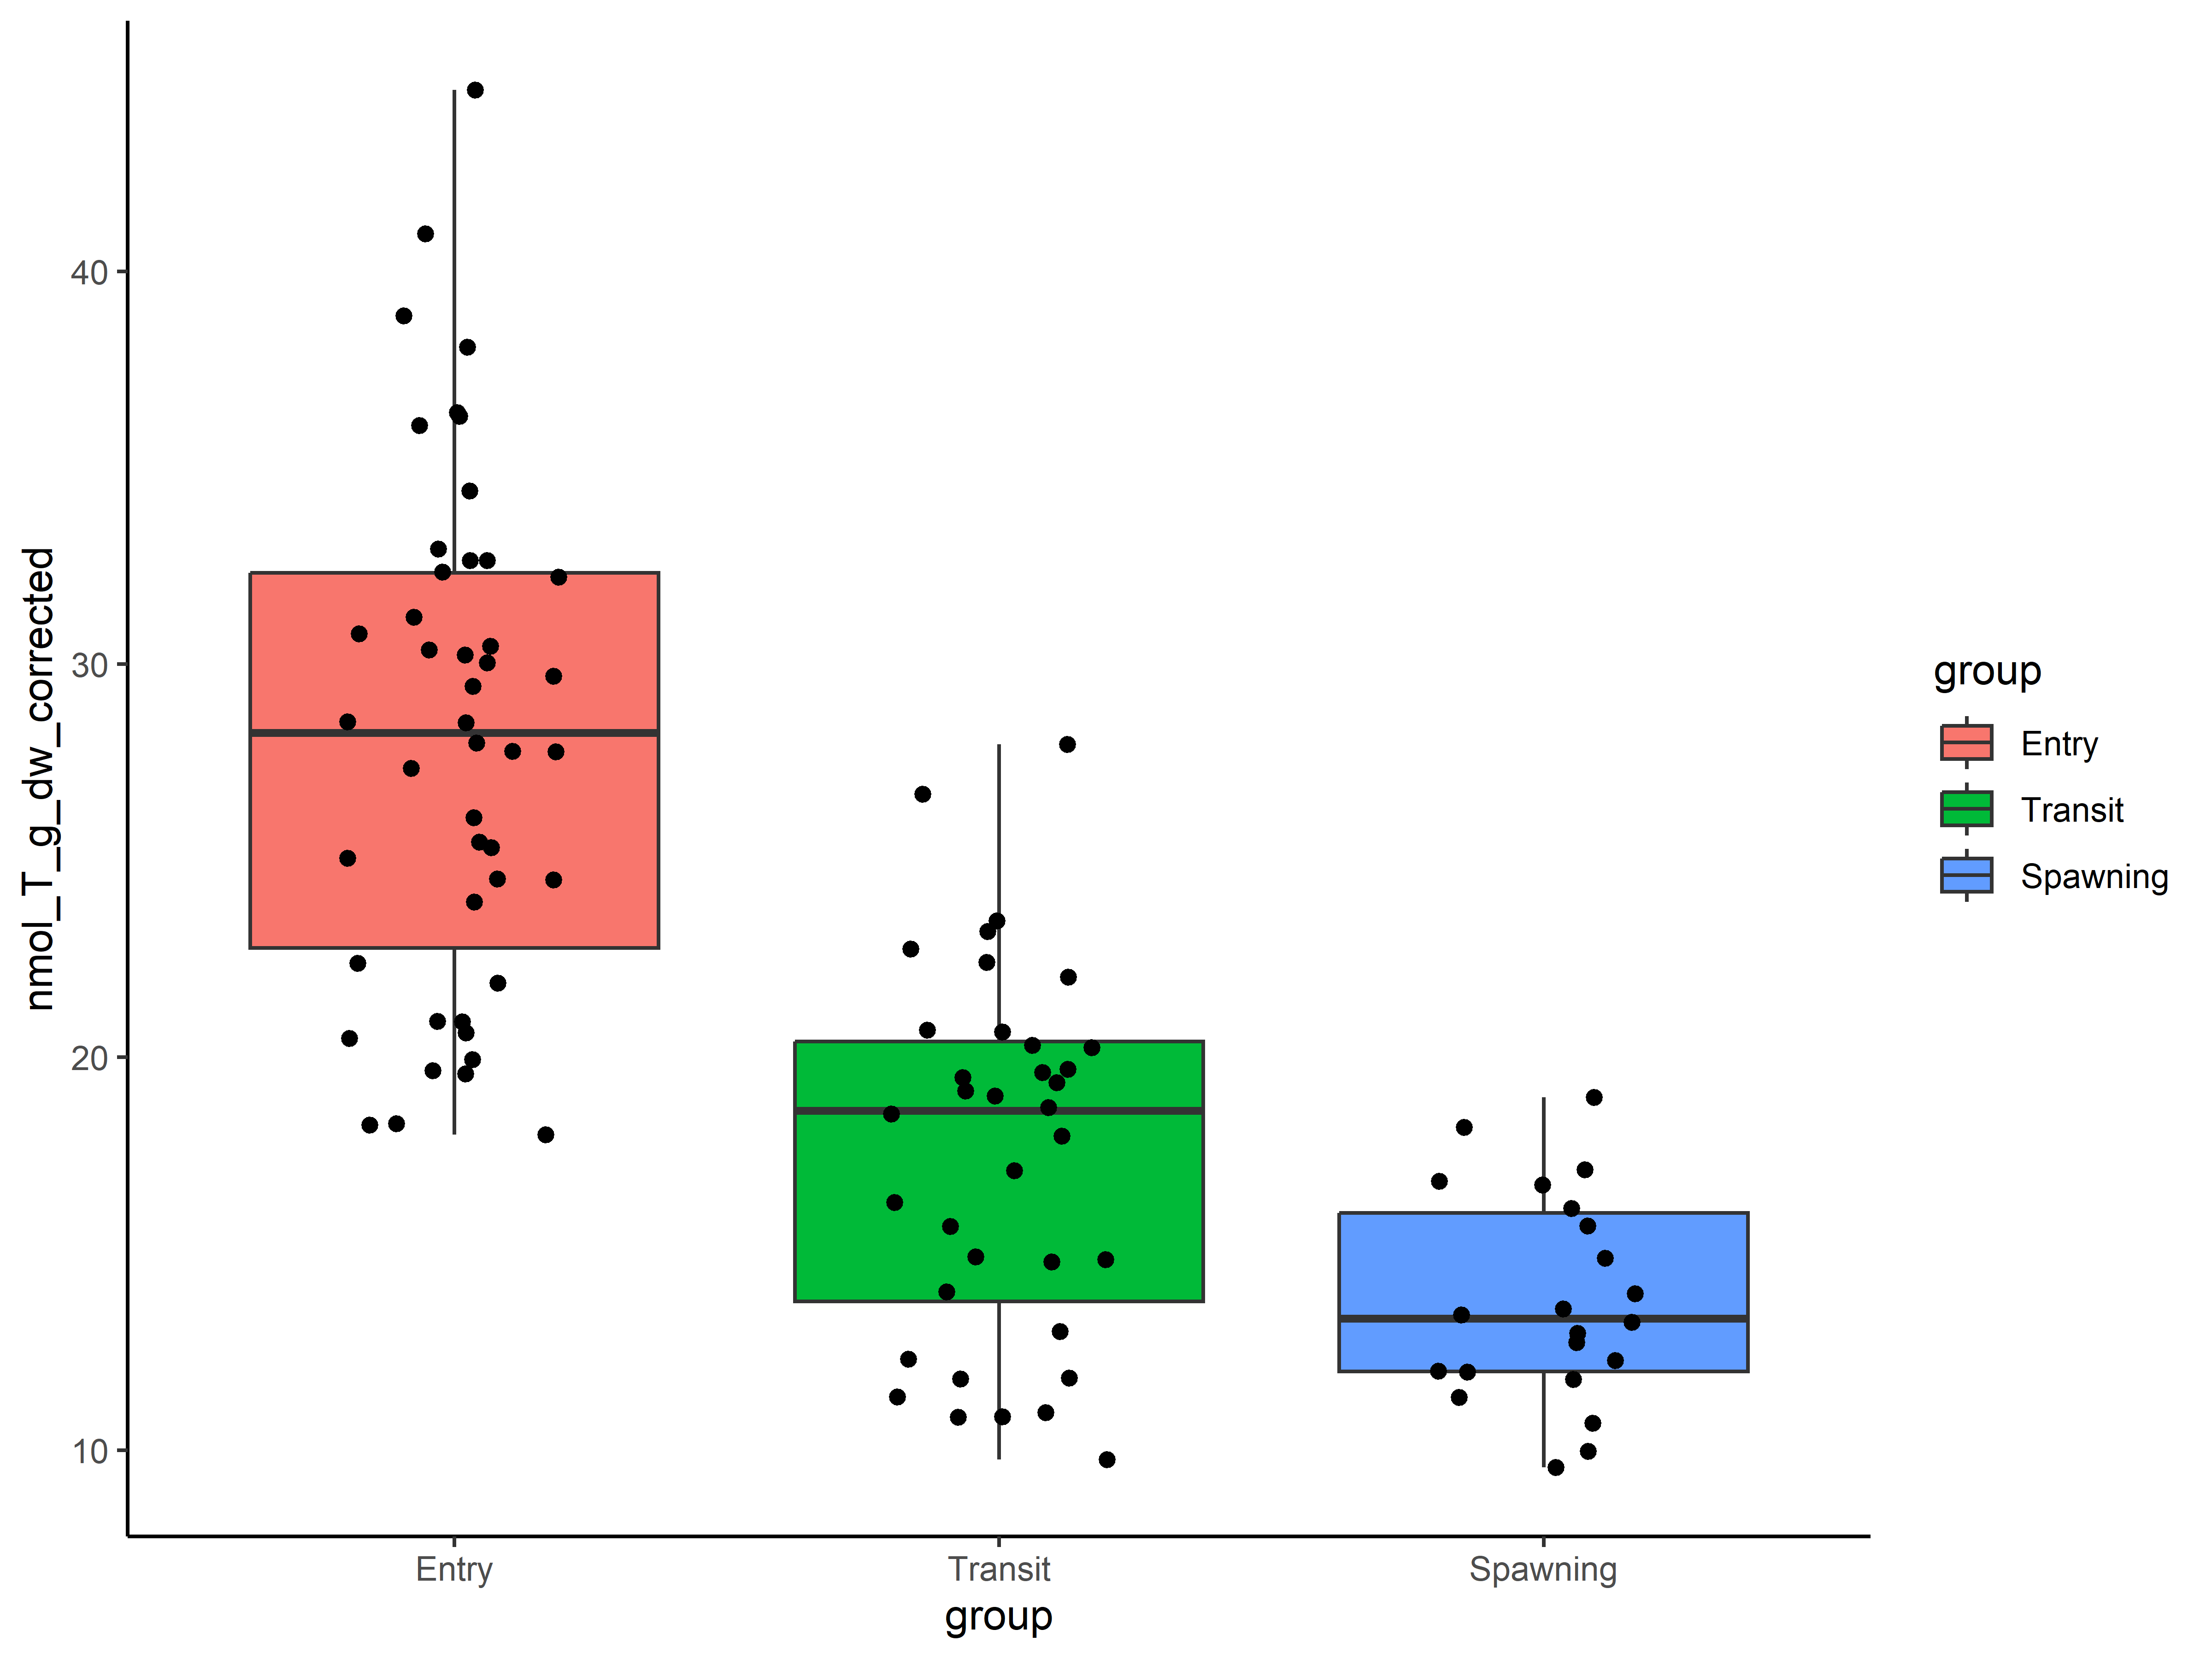 nmol_T_g_dw_corrected
40
30
20
10
Entry
Transit
Spawning
group
group
Entry
Transit
Spawning